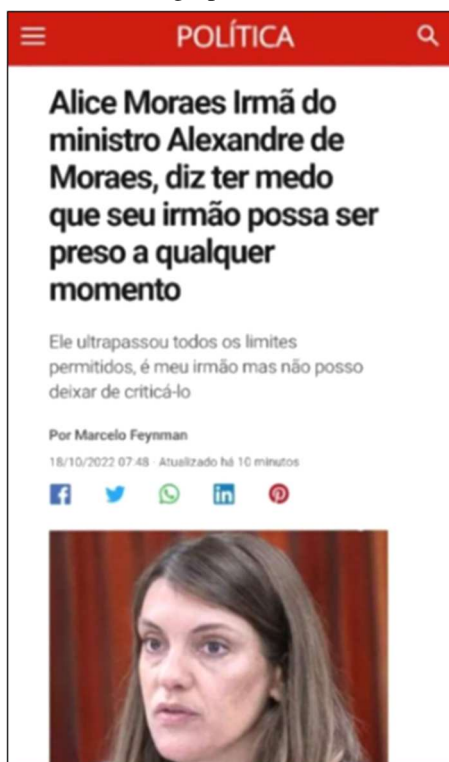 POLÍTICA
Alice Moraes Irmã do
ministro Alexandre de
Moraes, diz ter medo
que seu irmão possa ser
preso a qualquer
momento
Ele ultrapassou todos os limites
permitidos, é meu irmão mas não posso
deixar de criticá-lo
Por Marcelo Feynman
18/10/2022 07:48 · Atualizado há 10 minutos